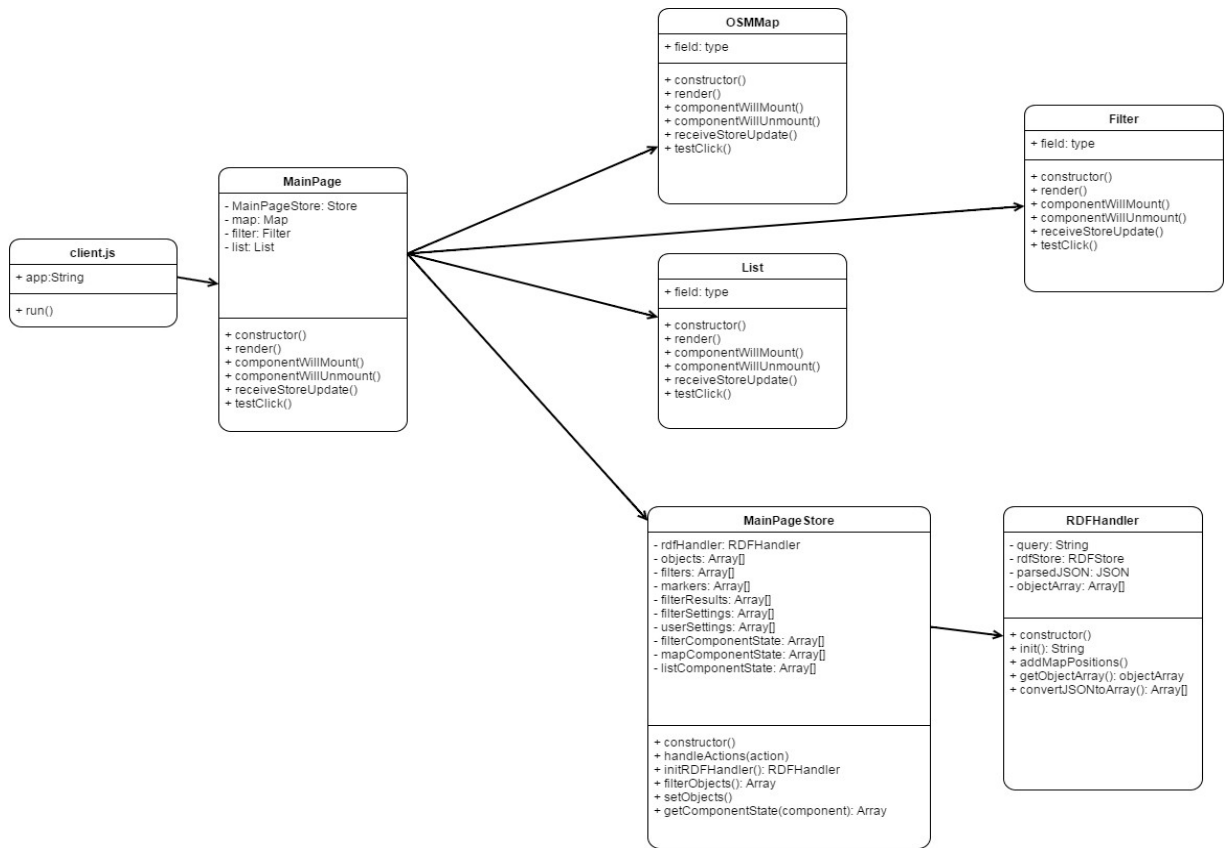 OSMMap
+ field: type
+ constructor()
+ render()
+ componentWillMount()
+ componentWillUnmount()
+ receiveStoreUpdate()
+ testClick()
Filter
+ field: type
+ constructor()
+ render()
+ componentWillMount()
+ componentWillUnmount()
+ receiveStoreUpdate()
+ testClick()
MainPage
- MainPageStore: Store
- map: Map
- filter: Filter
- list: List
+ constructor()
+ render()
+ componentWillMount()
+ componentWillUnmount()
+ receiveStoreUpdate()
+ testClick()
client.js
+ app:String
+ run()
List
+ field: type
+ constructor()
+ render()
+ componentWillMount()
+ componentWillUnmount()
+ receiveStoreUpdate()
+ testClick()
MainPageStore
- rdfHandler: RDFHandler
- objects: Array[]
- filters: Array[]
- markers: Array[]
- filterResults: Array[]
- filterSettings: Array[]
- userSettings: Array[]
- filterComponentState: Array[]
- mapComponentState: Array[]
- listComponentState: Array[]
+ constructor()
+ handleActions(action)
+ initRDFHandler(): RDFHandler
+ filterObjects(): Array
+ setObjects()
+ getComponentState(component): Array
RDFHandler
- query: String
- rdfStore: RDFStore
- parsedJSON: JSON
- objectArray: Array[]
+ constructor()
+ init(): String
+ addMapPositions()
+ getObjectArray(): objectArray
+ convertJSONtoArray(): Array[]